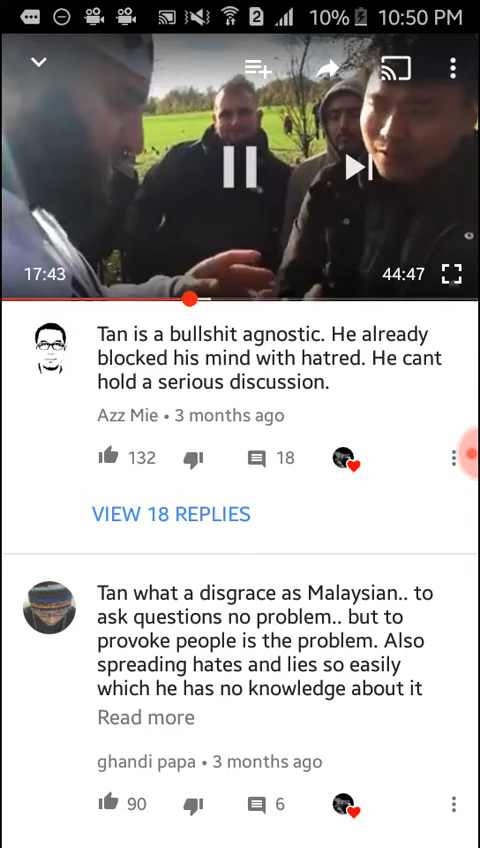 2 10% 10:50 PM
17:43 44:47
Tan is a bullshit agnostic. He already
blocked his mind with hatred. He cant
hold a serious discussion.
Azz Mie • 3 months ago
132 18
VIEW 18 REPLIES
Tan what a disgrace as Malaysian.. to
ask questions no problem.. but to
provoke people is the problem. Also
spreading hates and lies so easily
which he has no knowledge about it
Read more
ghandi papa • 3 months ago
90 6